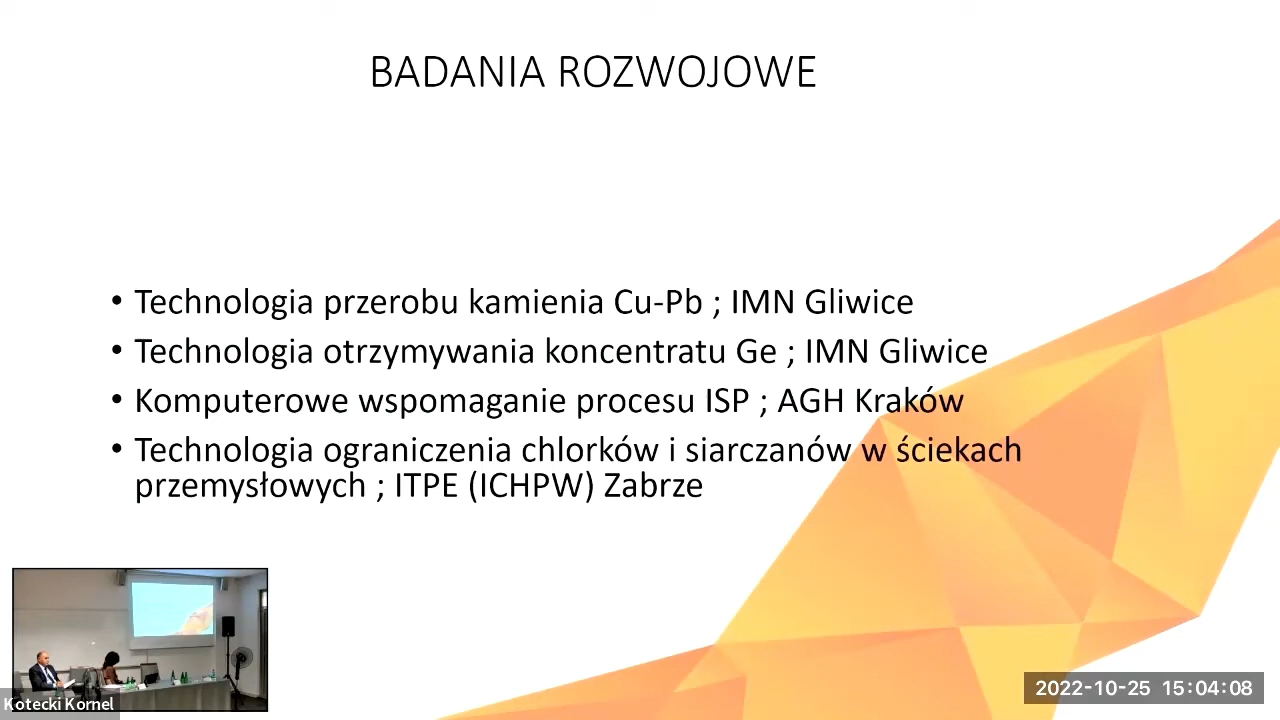 BADANIA ROZWOJOWE
• Technologia przerobu kamienia Cu-Pb ; IMN Gliwice
• Technologia otrzymywania koncentratu Ge ; IMN Gliwice
• Komputerowe wspomaganie procesu ISP ; AGH Kraków
• Technologia ograniczenia chlorków i siarczanów w ściekach
przemysłowych ; ITPE (ICHPW) Zabrze
Kotecki Kornel
2022-10-25 15:04:08